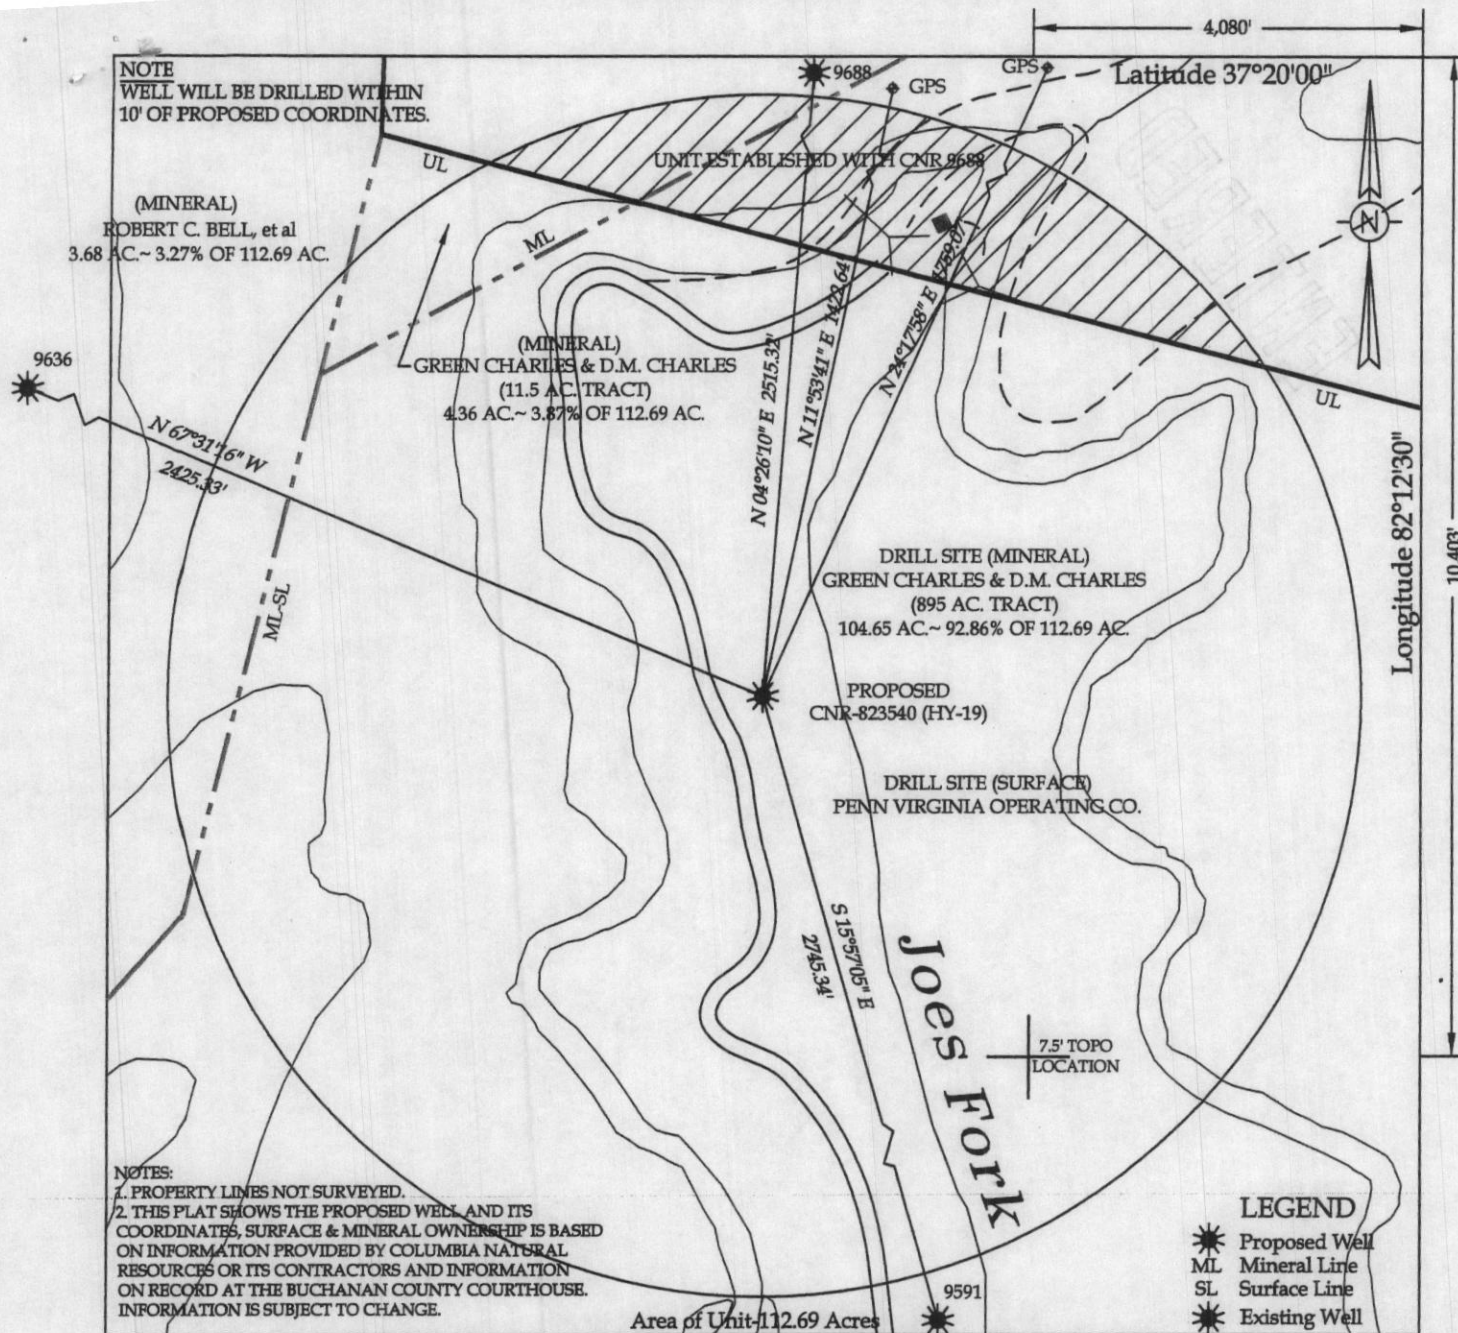 4,080'
NOTE
WELL WILL BE DRILLED WITHIN
10' OF PROPOSED COORDINATES.
9688
GPS
GPS
Latitude 37°20'00"
UL
UNIT ESTABLISHED WITH CNR 9688
N
(MINERAL)
ROBERT C. BELL, et al
3.68 AC.~ 3.27% OF 112.69 AC.
ML
9636
(MINERAL)
GREEN CHARLES & D.M. CHARLES
(11.5 AC. TRACT)
4.36 AC.~ 3.87% OF 112.69 AC.
N 04°26'10" E 2515.32'
N 11°53'41" E
N 24°17'58" E
UL
N 67°31'16" W
2425.33'
Longitude 82°12'30"
10,403'
ML-SL
DRILL SITE (MINERAL)
GREEN CHARLES & D.M. CHARLES
(895 AC. TRACT)
104.65 AC.~ 92.86% OF 112.69 AC.
PROPOSED
CNR-823540 (HY-19)
DRILL SITE (SURFACE)
PENN VIRGINIA OPERATING CO.
S 15°57'05" E
2745.34'
Joes Fork
7.5' TOPO
LOCATION
NOTES:
1. PROPERTY LINES NOT SURVEYED.
2. THIS PLAT SHOWS THE PROPOSED WELL AND ITS
COORDINATES, SURFACE & MINERAL OWNERSHIP IS BASED
ON INFORMATION PROVIDED BY COLUMBIA NATURAL
RESOURCES OR ITS CONTRACTORS AND INFORMATION
ON RECORD AT THE BUCHANAN COUNTY COURTHOUSE.
INFORMATION IS SUBJECT TO CHANGE.
Area of Unit-112.69 Acres
9591
LEGEND
Proposed Well
ML Mineral Line
SL Surface Line
Existing Well